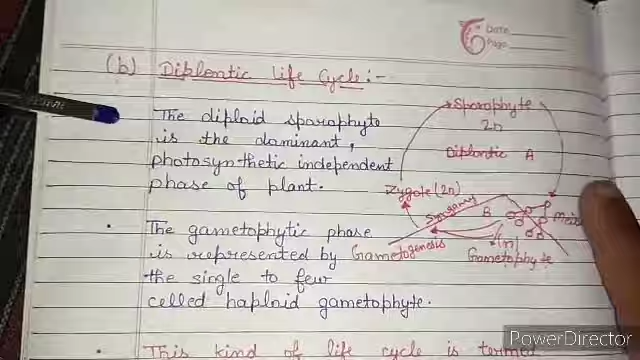 Date
Page
(b) Diplontic Life Cycle:-
The diploid sporophyte
is the dominant,
photosynthetic independent
phase of plant.
Sporophyte
2n
Diplontic A
Zygote (2n)
Syngamy
B
Gametogenesis
(n)
Gametophyte
The gametophytic phase
is represented by
the single to few
celled haploid gametophyte.
This kind of life cycle is termed
PowerDirector